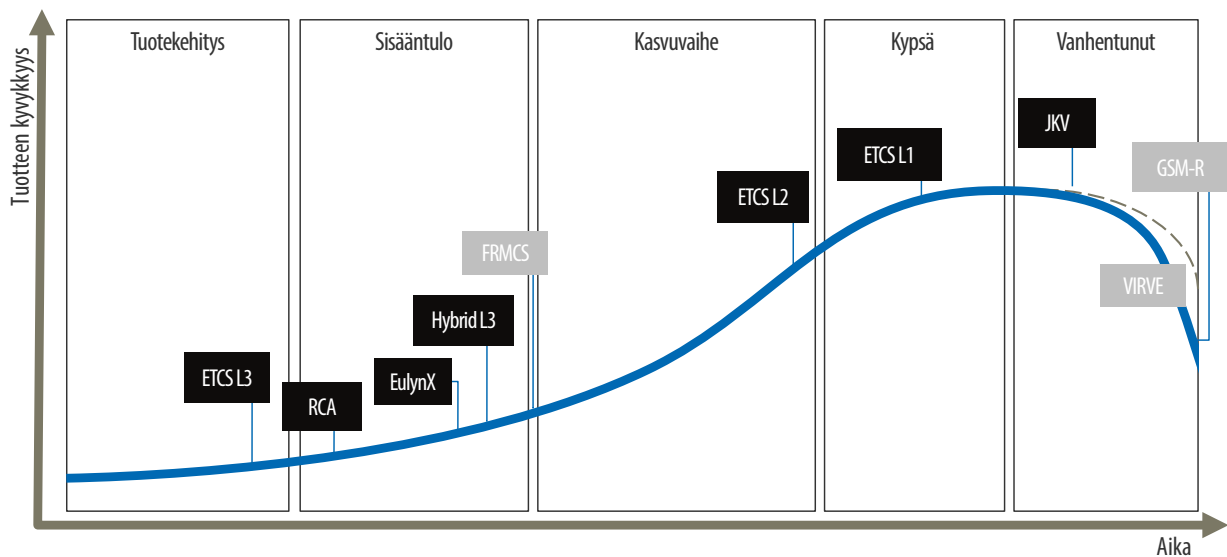 Tuotteen kyvykkyys
Tuotekehitys
Sisääntulo
Kasvuvaihe
Kypsä
Vanhentunut
JKV
ETCS L1
GSM-R
ETCS L2
FRMCS
VIRVE
Hybrid L3
ETCS L3
EulynX
RCA
Aika